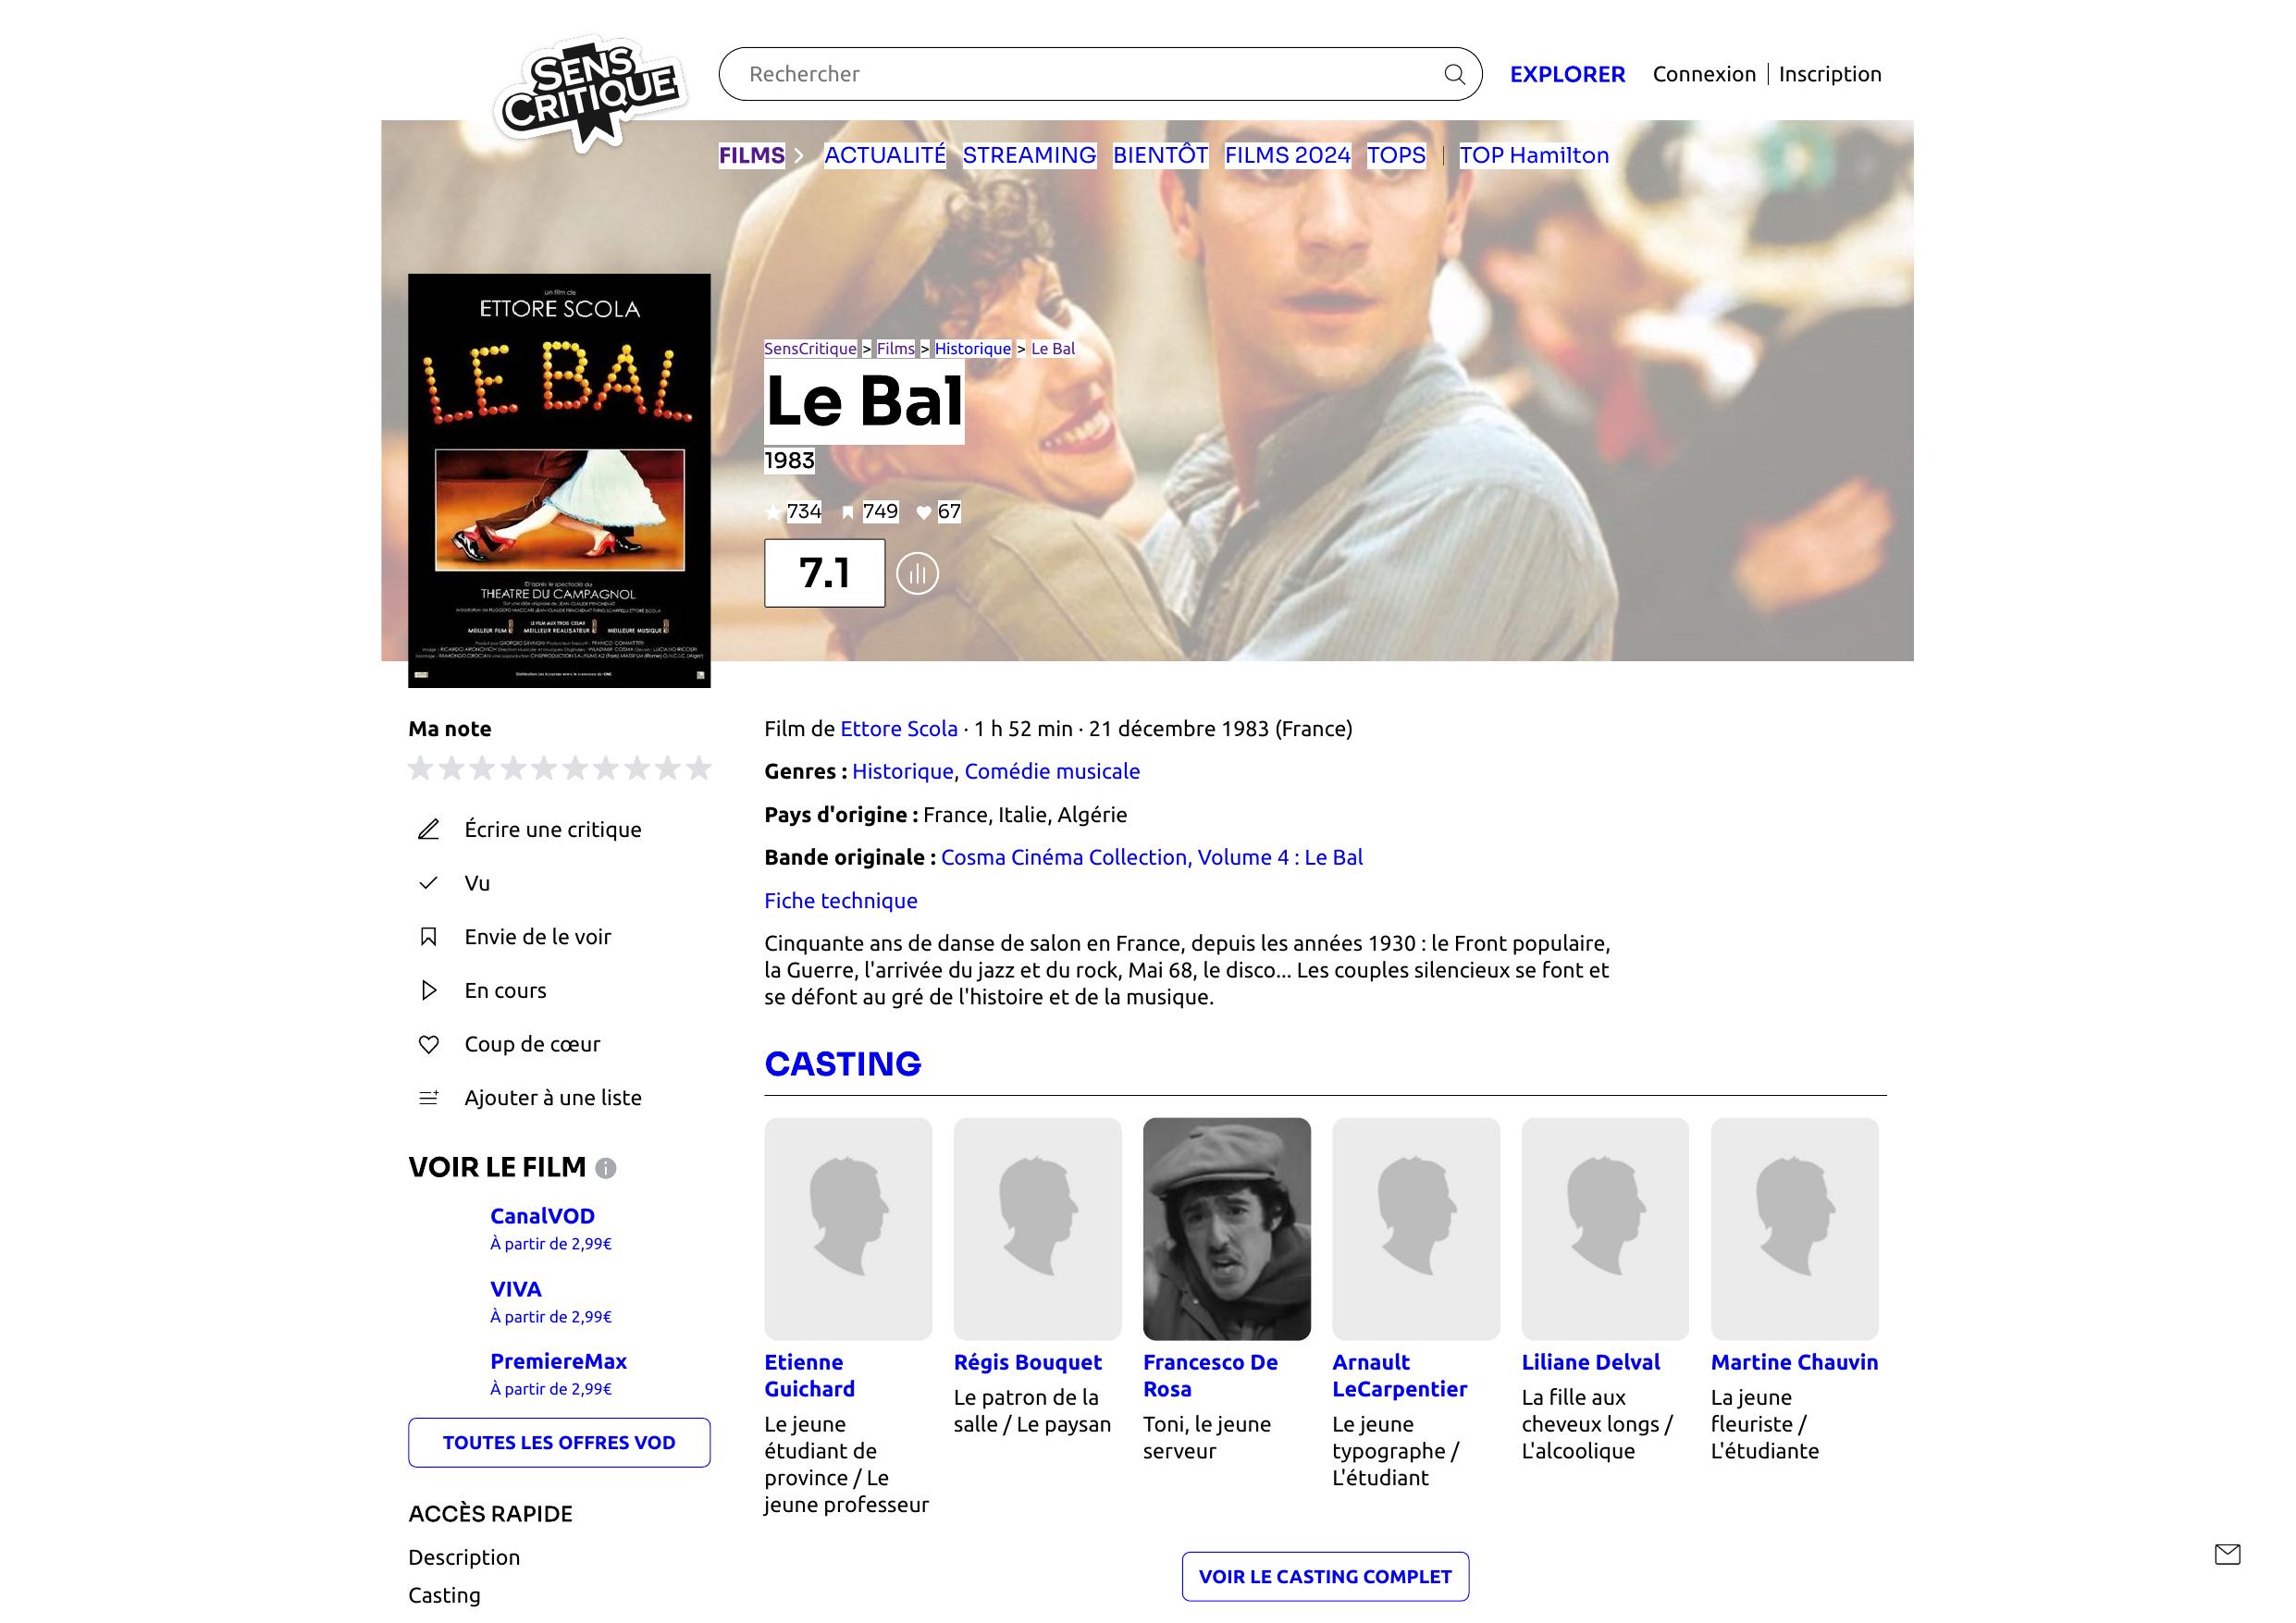 SENS
CRITIQUE
Rechercher
EXPLORER
Connexion | Inscription
FILMS
ACTUALITÉ
STREAMING
BIENTÔT
FILMS 2024
TOPS
TOP Hamilton
un film de
ETTORE SCOLA
LE BAL
D'après le spectacle du
THEATRE DU CAMPAGNOL
MEILLEUR FILM
MEILLEUR REALISATEUR
MEILLEURE MUSIQUE
SensCritique > Films > Historique > Le Bal
Le Bal
1983
734 749 67
7.1
Ma note
Écrire une critique
Vu
Envie de le voir
En cours
Coup de cœur
Ajouter à une liste
VOIR LE FILM
CanalVOD
À partir de 2,99€
VIVA
À partir de 2,99€
PremiereMax
À partir de 2,99€
TOUTES LES OFFRES VOD
ACCÈS RAPIDE
Description
Casting
Film de Ettore Scola · 1 h 52 min · 21 décembre 1983 (France)
Genres : Historique, Comédie musicale
Pays d'origine : France, Italie, Algérie
Bande originale : Cosma Cinéma Collection, Volume 4 : Le Bal
Fiche technique
Cinquante ans de danse de salon en France, depuis les années 1930 : le Front populaire,
la Guerre, l'arrivée du jazz et du rock, Mai 68, le disco... Les couples silencieux se font et
se défont au gré de l'histoire et de la musique.
CASTING
Etienne
Guichard
Le jeune
étudiant de
province / Le
jeune professeur
Régis Bouquet
Le patron de la
salle / Le paysan
Francesco De
Rosa
Toni, le jeune
serveur
Arnault
LeCarpentier
Le jeune
typographe /
L'étudiant
Liliane Delval
La fille aux
cheveux longs /
L'alcoolique
Martine Chauvin
La jeune
fleuriste /
L'étudiante
VOIR LE CASTING COMPLET